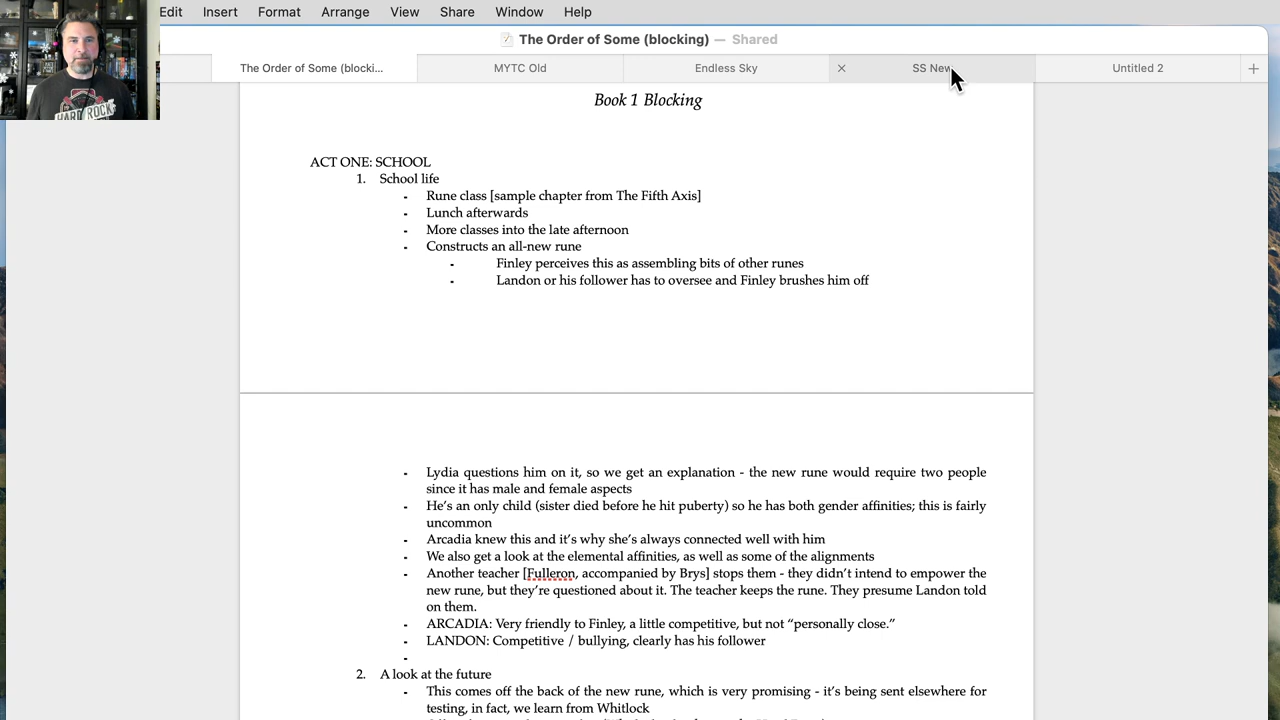 Edit Insert Format Arrange View Share Window Help
The Order of Some (blocking) — Shared
The Order of Some (blocki... MYTC Old Endless Sky SS New Untitled 2
HARD ROCK
Book 1 Blocking
ACT ONE: SCHOOL
1. School life
- Rune class [sample chapter from The Fifth Axis]
- Lunch afterwards
- More classes into the late afternoon
- Constructs an all-new rune
- Finley perceives this as assembling bits of other runes
- Landon or his follower has to oversee and Finley brushes him off
- Lydia questions him on it, so we get an explanation - the new rune would require two people
since it has male and female aspects
- He's an only child (sister died before he hit puberty) so he has both gender affinities; this is fairly
uncommon
- Arcadia knew this and it's why she's always connected well with him
- We also get a look at the elemental affinities, as well as some of the alignments
- Another teacher [Fulleron, accompanied by Brys] stops them - they didn't intend to empower the
new rune, but they're questioned about it. The teacher keeps the rune. They presume Landon told
on them.
- ARCADIA: Very friendly to Finley, a little competitive, but not “personally close.”
- LANDON: Competitive / bullying, clearly has his follower
-
2. A look at the future
- This comes off the back of the new rune, which is very promising - it's being sent elsewhere for
testing, in fact, we learn from Whitlock